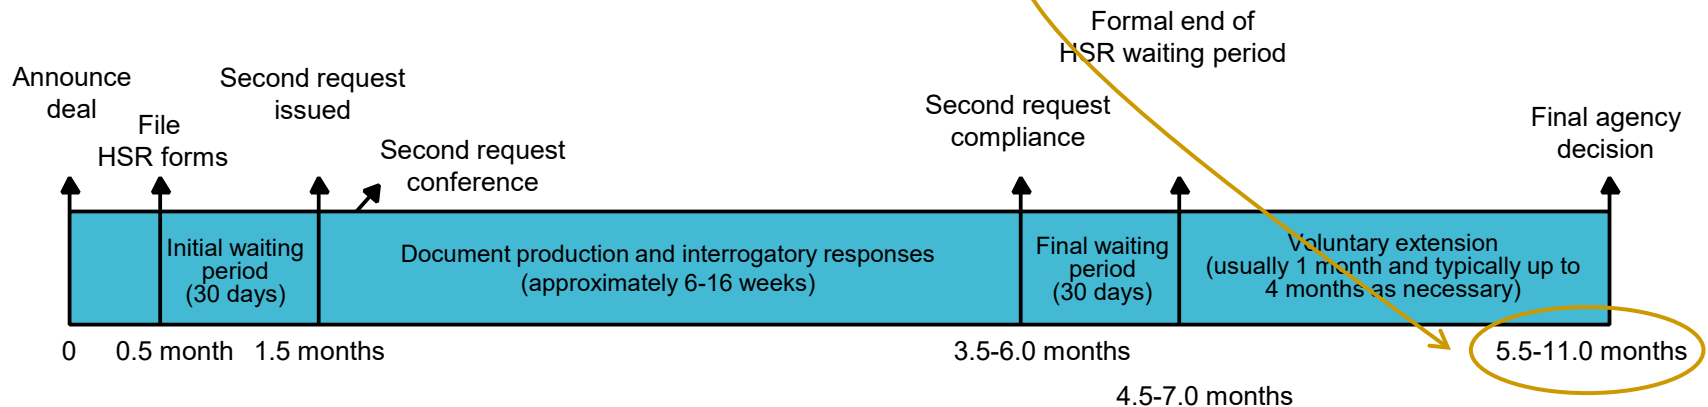 Formal end of
HSR waiting period
Announce
deal
File
HSR forms
Second request
issued
Second request
conference
Second request
compliance
Final agency
decision
Initial waiting
period
(30 days)
Document production and interrogatory responses
(approximately 6-16 weeks)
Final waiting
period
(30 days)
Voluntary extension
(usually 1 month and typically up to
4 months as necessary)
0
0.5 month
1.5 months
3.5-6.0 months
4.5-7.0 months
5.5-11.0 months